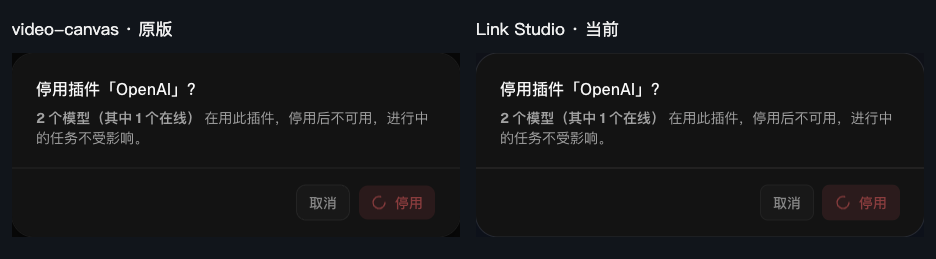 video-canvas · 原版
停用插件「OpenAI」?
2 个模型（其中 1 个在线） 在用此插件，停用后不可用，进行中
的任务不受影响。
取消
停用
Link Studio · 当前
停用插件「OpenAI」?
2 个模型（其中 1 个在线） 在用此插件，停用后不可用，进行中
的任务不受影响。
取消
停用